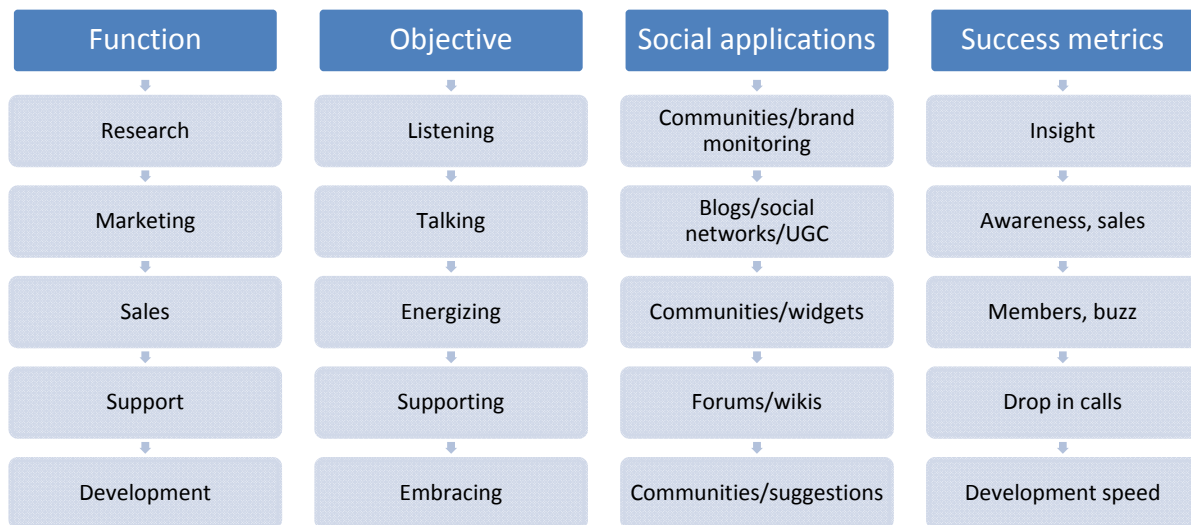 Function
Objective
Social applications
Success metrics
Research
Listening
Communities/brand
monitoring
Insight
Marketing
Talking
Blogs/social
networks/UGC
Awareness, sales
Sales
Energizing
Communities/widgets
Members, buzz
Support
Supporting
Forums/wikis
Drop in calls
Development
Embracing
Communities/suggestions
Development speed